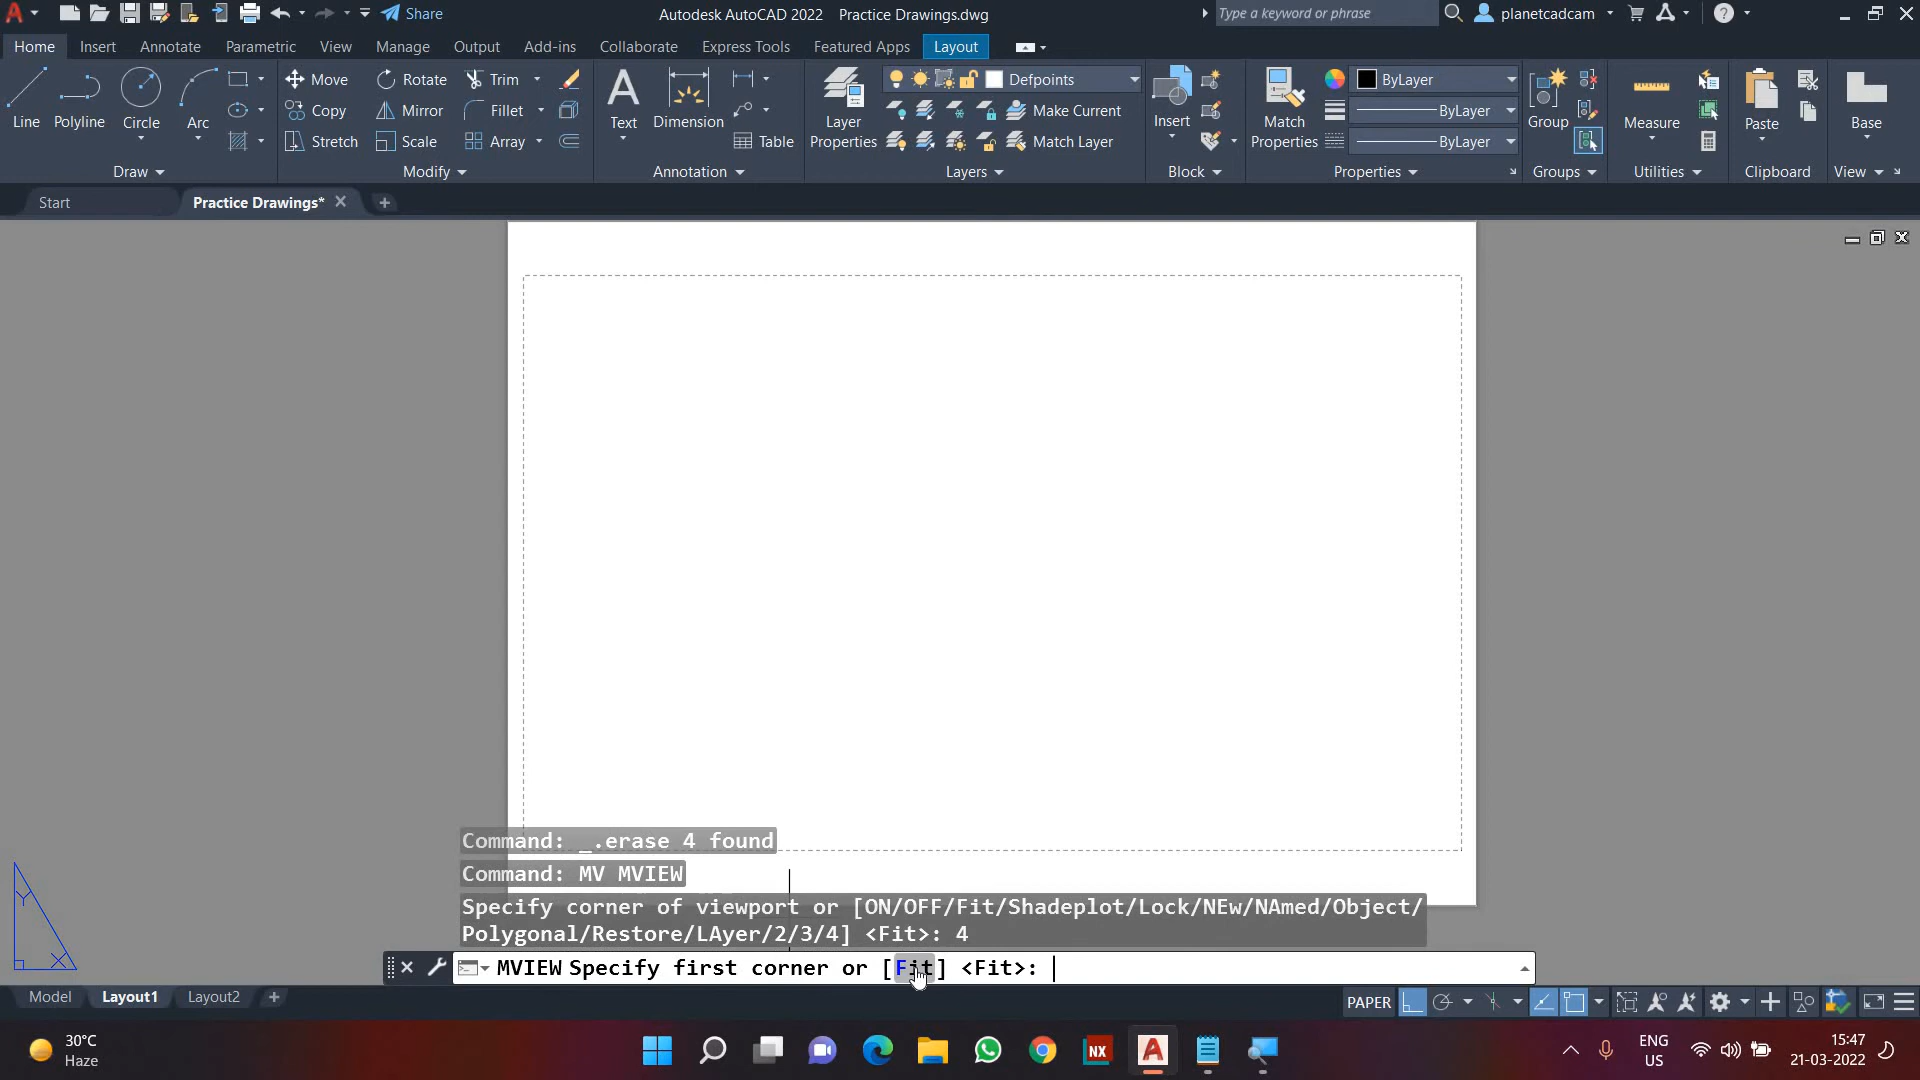 Share
Autodesk AutoCAD 2022 Practice Drawings.dwg
Type a keyword or phrase
planetcadcam
Home Insert Annotate Parametric View Manage Output Add-ins Collaborate Express Tools Featured Apps Layout
Move Rotate Trim
Defpoints
ByLayer
Copy Mirror Fillet
Make Current
ByLayer
Line Polyline Circle Arc
Text Dimension
Layer Properties
Insert
Match Properties
Group
Measure
Paste
Base
Stretch Scale Array
Table
Match Layer
ByLayer
Draw Modify Annotation Layers Block Properties Groups Utilities Clipboard View
Start
Practice Drawings*
Command: _.erase 4 found
Command: MV MVIEW
Specify corner of viewport or [ON/OFF/Fit/Shadeplot/Lock/NEw/NAmed/Object/
Polygonal/Restore/LAyer/2/3/4] <Fit>: 4
MVIEW Specify first corner or [Fit] <Fit>:
Y
X
Model Layout1 Layout2
PAPER
30°C
Haze
NX
ENG
US
15:47
21-03-2022